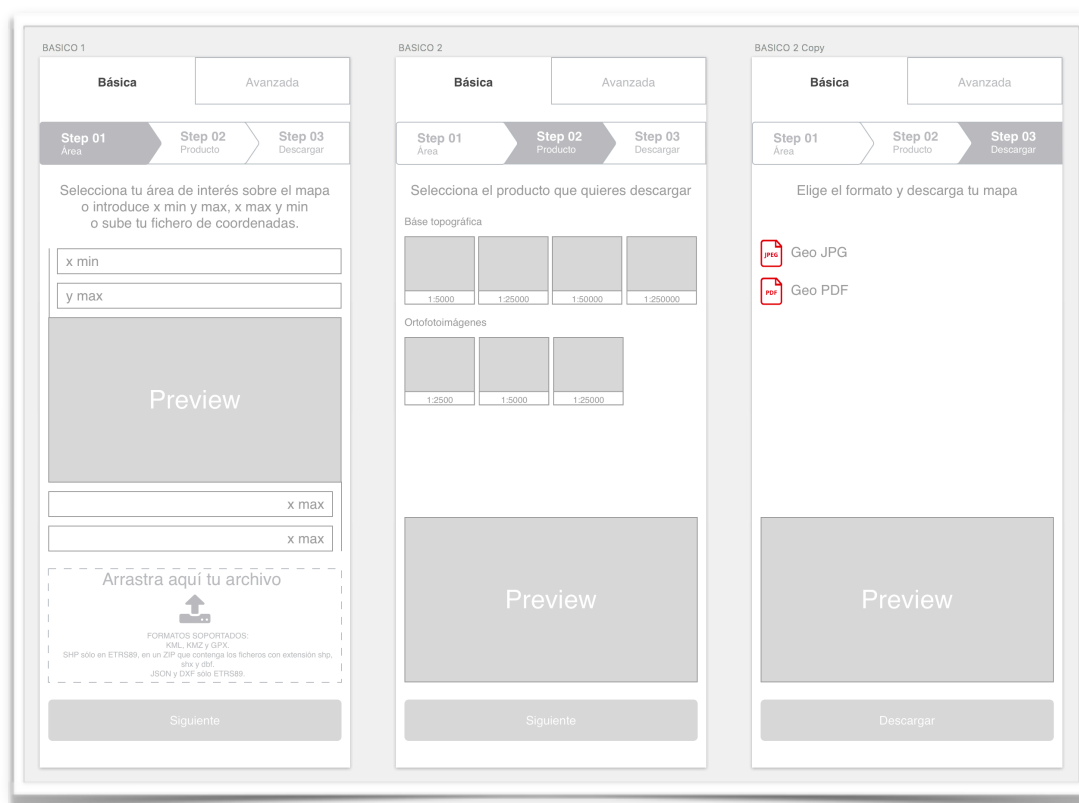 BASICO 1
Básica
Avanzada
Step 01
Área
Step 02
Producto
Step 03
Descargar
Selecciona tu área de interés sobre el mapa
o introduce x min y max, x max y min
o sube tu fichero de coordenadas.
x min
y max
Preview
x max
x max
Arrastra aquí tu archivo
FORMATOS SOPORTADOS:
KML, KMZ y GPX.
SHP sólo en ETRS89, en un ZIP que contenga los ficheros con extensión shp,
shx y dbf.
JSON y DXF sólo ETRS89.
Siguiente
BASICO 2
Básica
Avanzada
Step 01
Área
Step 02
Producto
Step 03
Descargar
Selecciona el producto que quieres descargar
Báse topográfica
1:5000
1:25000
1:50000
1:250000
Ortofotoimágenes
1:2500
1:5000
1:25000
Preview
Siguiente
BASICO 2 Copy
Básica
Avanzada
Step 01
Área
Step 02
Producto
Step 03
Descargar
Elige el formato y descarga tu mapa
JPEG
Geo JPG
PDF
Geo PDF
Preview
Descargar